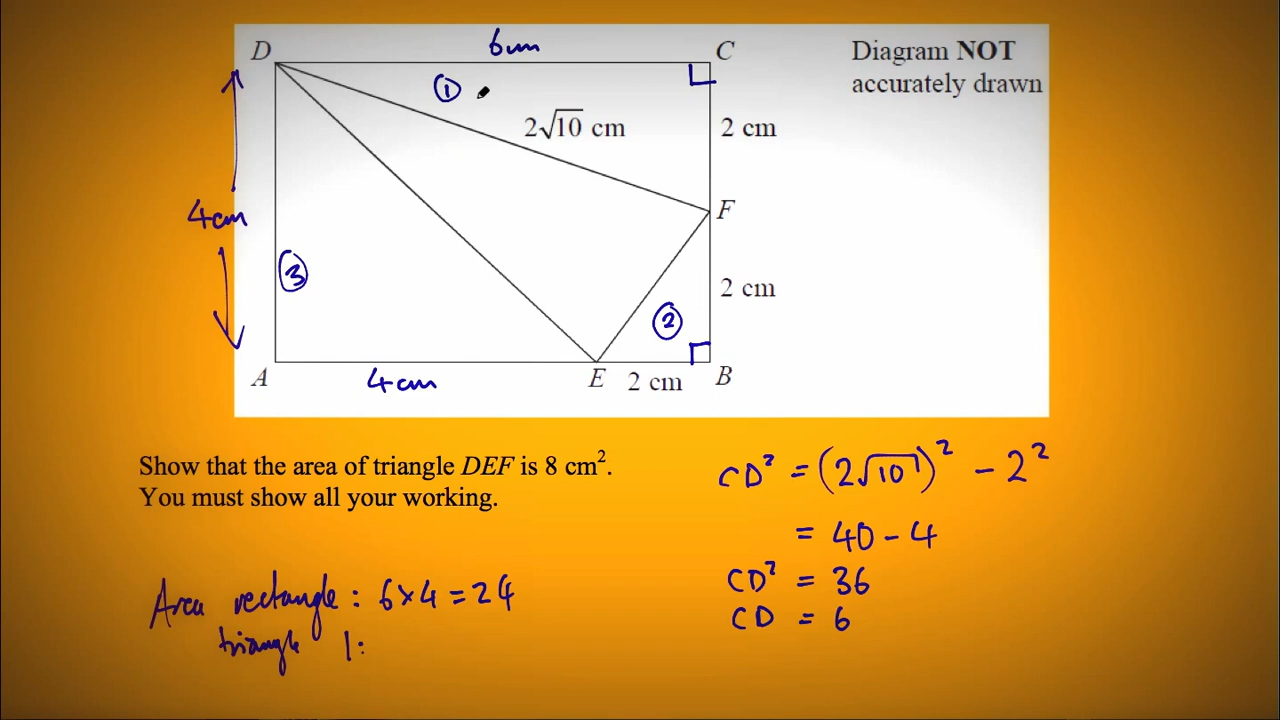 6cm
D
C
Diagram NOT
accurately drawn
①
2√10 cm
2 cm
4cm
F
③
2 cm
②
A
4cm
E
2 cm
B
Show that the area of triangle DEF is 8 cm².
You must show all your working.
CD² = (2√10)² - 2²
= 40 - 4
CD² = 36
CD = 6
Area rectangle: 6×4 = 24
triangle 1: